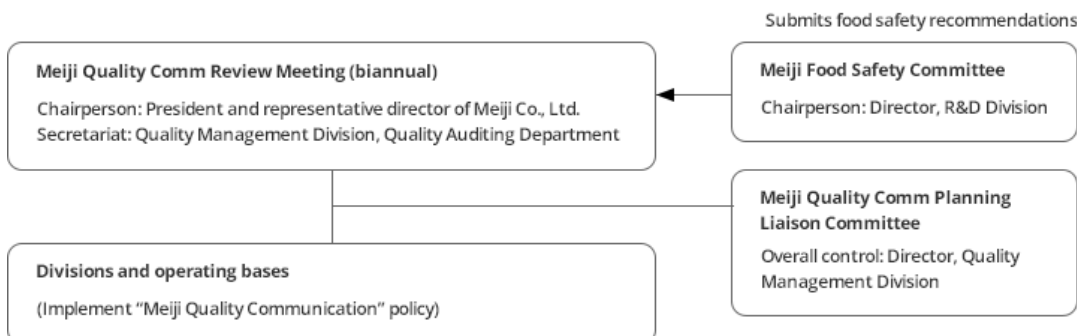 Submits food safety recommendations
Meiji Quality Comm Review Meeting (biannual)
Chairperson: President and representative director of Meiji Co., Ltd.
Secretariat: Quality Management Division, Quality Auditing Department
Meiji Food Safety Committee
Chairperson: Director, R&D Division
Meiji Quality Comm Planning
Liaison Committee
Overall control: Director, Quality
Management Division
Divisions and operating bases
(Implement “Meiji Quality Communication” policy)